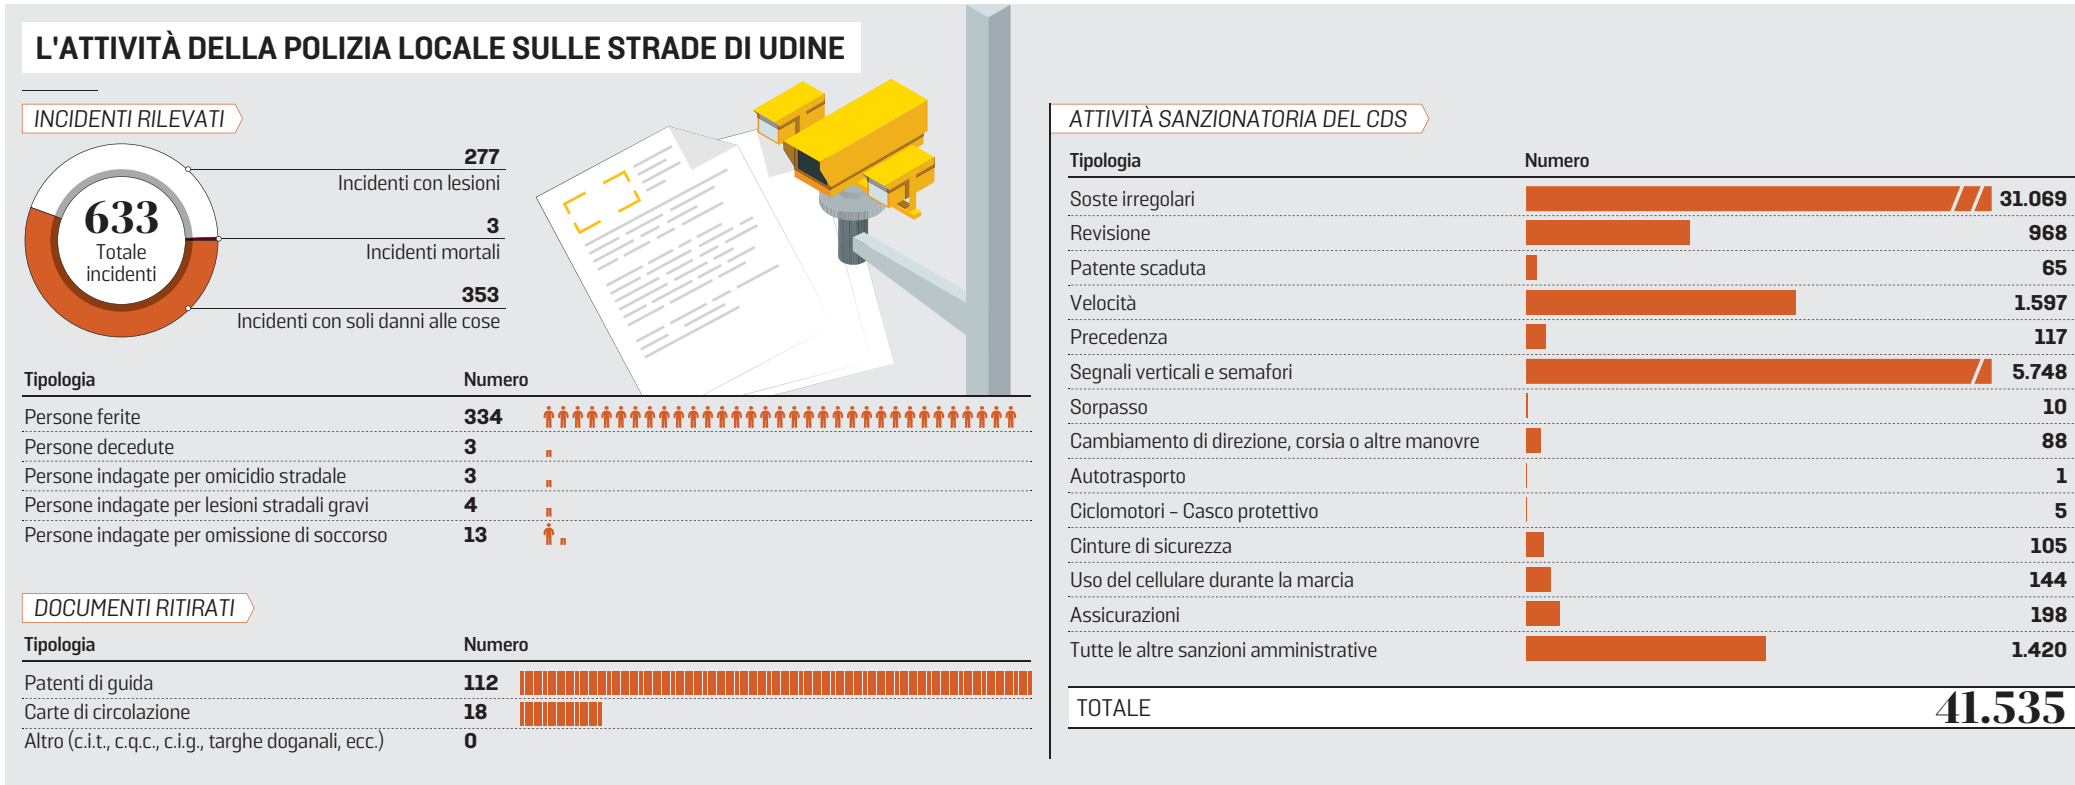 L'ATTIVITÀ DELLA POLIZIA LOCALE SULLE STRADE DI UDINE
INCIDENTI RILEVATI
633
Totale
incidenti
277
Incidenti con lesioni
3
Incidenti mortali
353
Incidenti con soli danni alle cose
Tipologia Numero
Persone ferite 334
Persone decedute 3
Persone indagate per omicidio stradale 3
Persone indagate per lesioni stradali gravi 4
Persone indagate per omissione di soccorso 13
DOCUMENTI RITIRATI
Tipologia Numero
Patenti di guida 112
Carte di circolazione 18
Altro (c.i.t., c.q.c., c.i.g., targhe doganali, ecc.) 0
ATTIVITÀ SANZIONATORIA DEL CDS
Tipologia Numero
Soste irregolari 31.069
Revisione 968
Patente scaduta 65
Velocità 1.597
Precedenza 117
Segnali verticali e semafori 5.748
Sorpasso 10
Cambiamento di direzione, corsia o altre manovre 88
Autotrasporto 1
Ciclomotori - Casco protettivo 5
Cinture di sicurezza 105
Uso del cellulare durante la marcia 144
Assicurazioni 198
Tutte le altre sanzioni amministrative 1.420
TOTALE 41.535